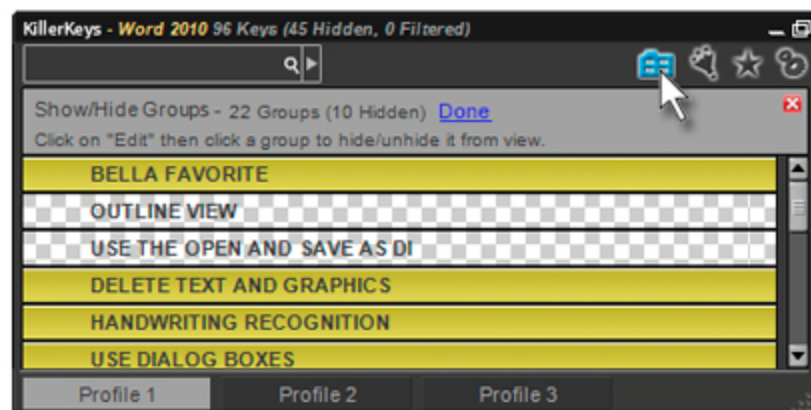 KillerKeys - Word 2010 96 Keys (45 Hidden, 0 Filtered)
Show/Hide Groups - 22 Groups (10 Hidden) Done
Click on "Edit" then click a group to hide/unhide it from view.
BELLA FAVORITE
OUTLINE VIEW
USE THE OPEN AND SAVE AS DI
DELETE TEXT AND GRAPHICS
HANDWRITING RECOGNITION
USE DIALOG BOXES
Profile 1 Profile 2 Profile 3